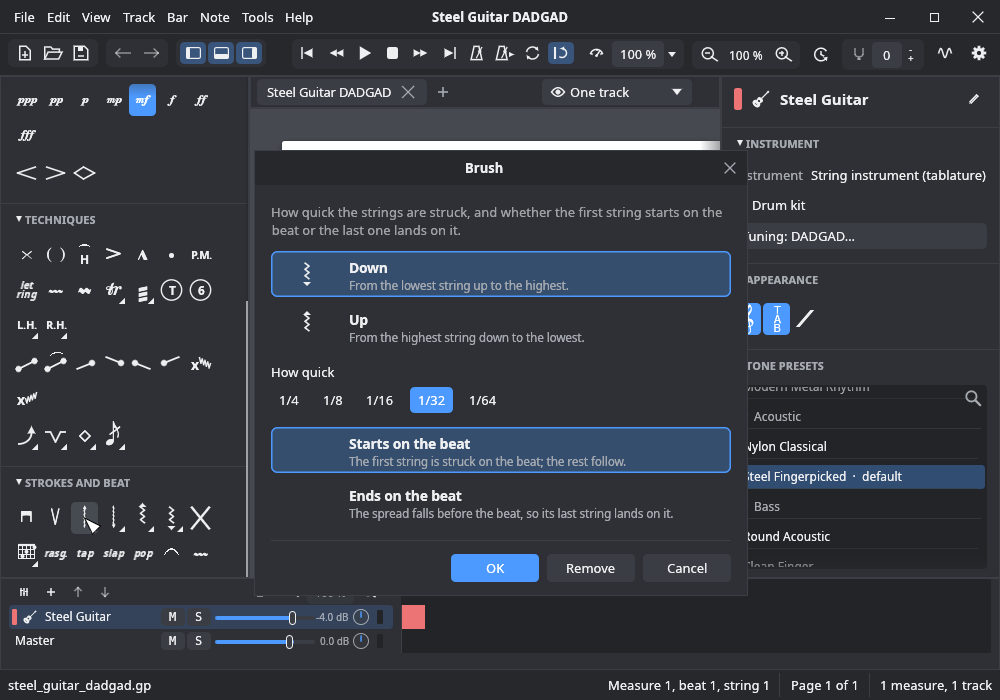 File Edit View Track Bar Note Tools Help
Steel Guitar DADGAD
100 %
100 %
0
ppp pp p mp mf f ff
fff
TECHNIQUES
H
P.M.
let ring
tr
T
6
L.H. R.H.
STROKES AND BEAT
rasg. tap slap pop
Steel Guitar DADGAD
One track
Brush
How quick the strings are struck, and whether the first string starts on the
beat or the last one lands on it.
Down
From the lowest string up to the highest.
Up
From the highest string down to the lowest.
How quick
1/4 1/8 1/16 1/32 1/64
Starts on the beat
The first string is struck on the beat; the rest follow.
Ends on the beat
The spread falls before the beat, so its last string lands on it.
OK Remove Cancel
Steel Guitar
INSTRUMENT
strument String instrument (tablature)
Drum kit
uning: DADGAD...
APPEARANCE
TAB
TONE PRESETS
Modern Metal Rhythm
Acoustic
Nylon Classical
Steel Fingerpicked · default
Bass
Round Acoustic
Clean Finger
Steel Guitar M S -4.0 dB
Master M S 0.0 dB
steel_guitar_dadgad.gp
Measure 1, beat 1, string 1
Page 1 of 1
1 measure, 1 track